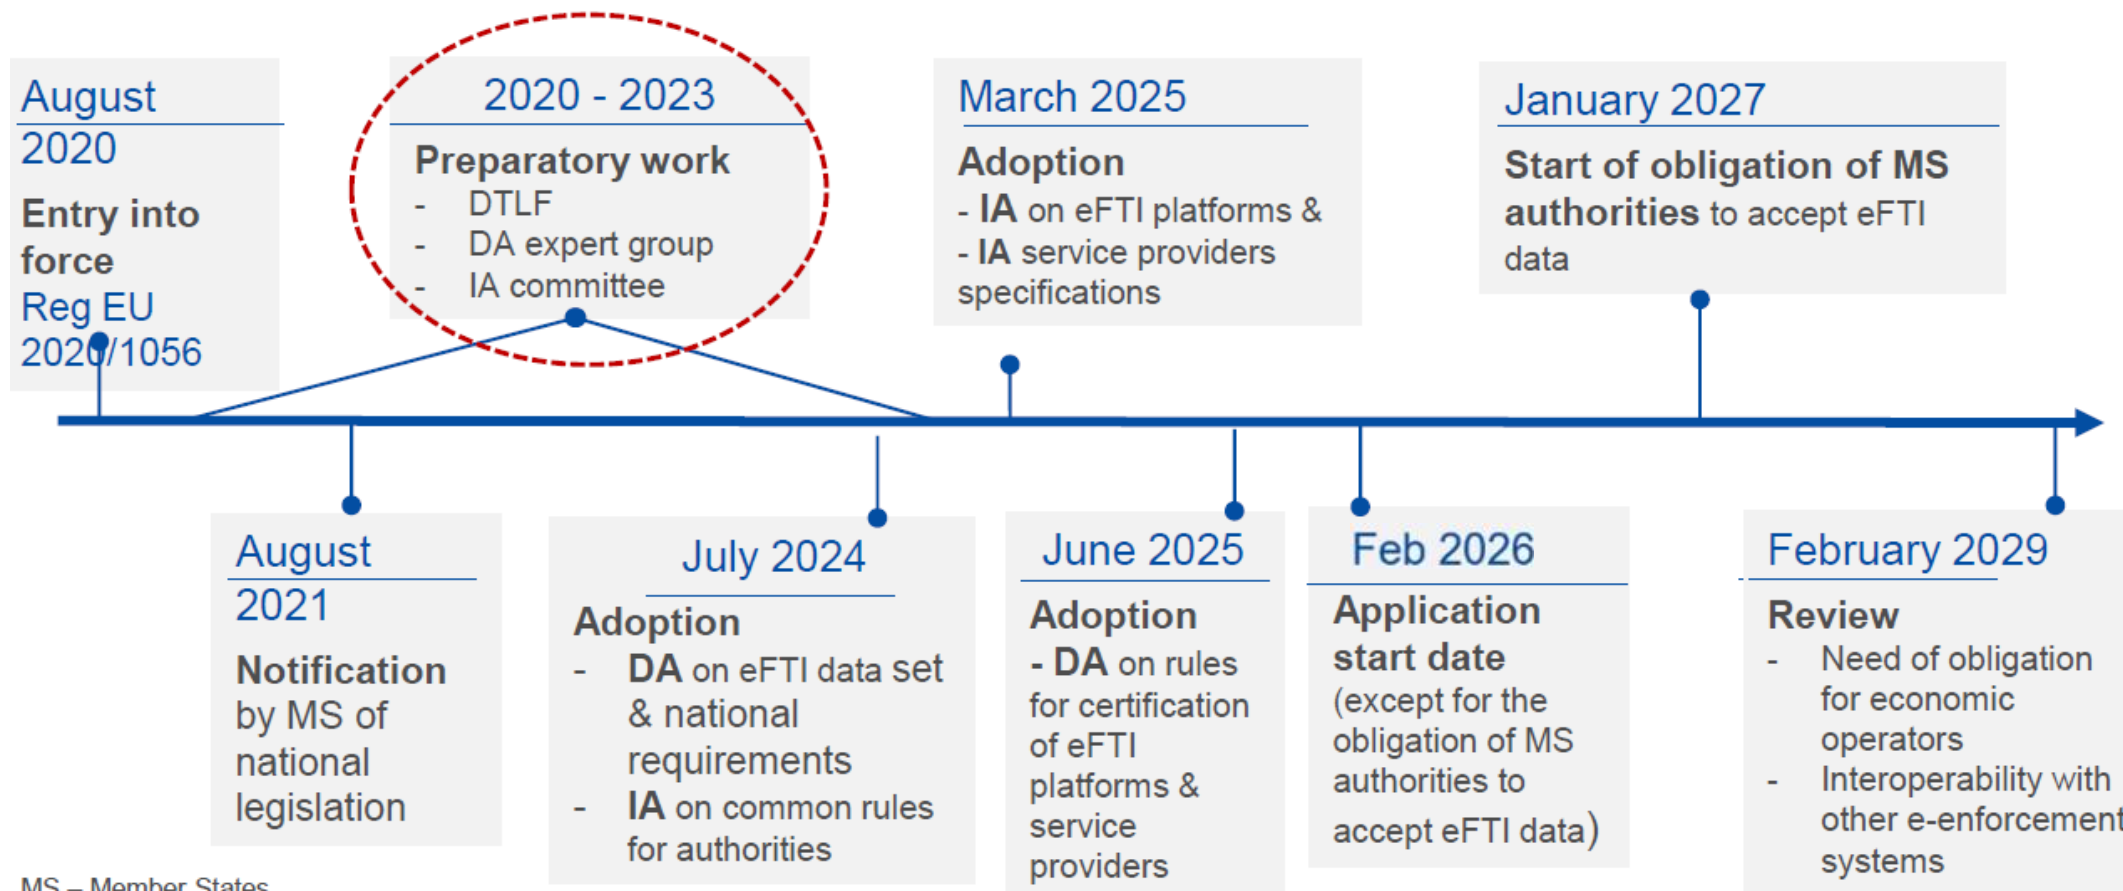 August
2020
Entry into
force
Reg EU
2020/1056
2020 - 2023
Preparatory work
- DTLF
- DA expert group
- IA committee
March 2025
Adoption
- IA on eFTI platforms &
- IA service providers
specifications
January 2027
Start of obligation of MS
authorities to accept eFTI
data
August
2021
Notification
by MS of
national
legislation
July 2024
Adoption
- DA on eFTI data set
& national
requirements
- IA on common rules
for authorities
June 2025
Adoption
- DA on rules
for certification
of eFTI
platforms &
service
providers
Feb 2026
Application
start date
(except for the
obligation of MS
authorities to
accept eFTI data)
February 2029
Review
- Need of obligation
for economic
operators
- Interoperability with
other e-enforcement
systems
MS – Member States